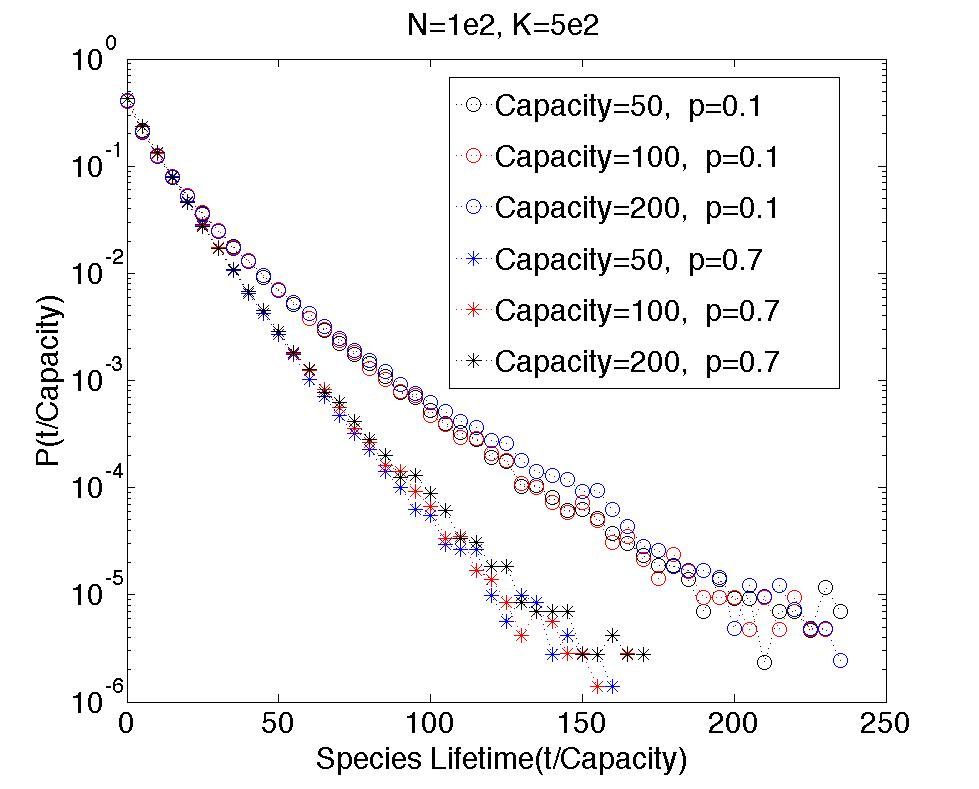 N=1e2, K=5e2
10^0
10^-1
10^-2
10^-3
10^-4
10^-5
10^-6
P(t/Capacity)
Capacity=50, p=0.1
Capacity=100, p=0.1
Capacity=200, p=0.1
Capacity=50, p=0.7
Capacity=100, p=0.7
Capacity=200, p=0.7
0 50 100 150 200 250
Species Lifetime(t/Capacity)